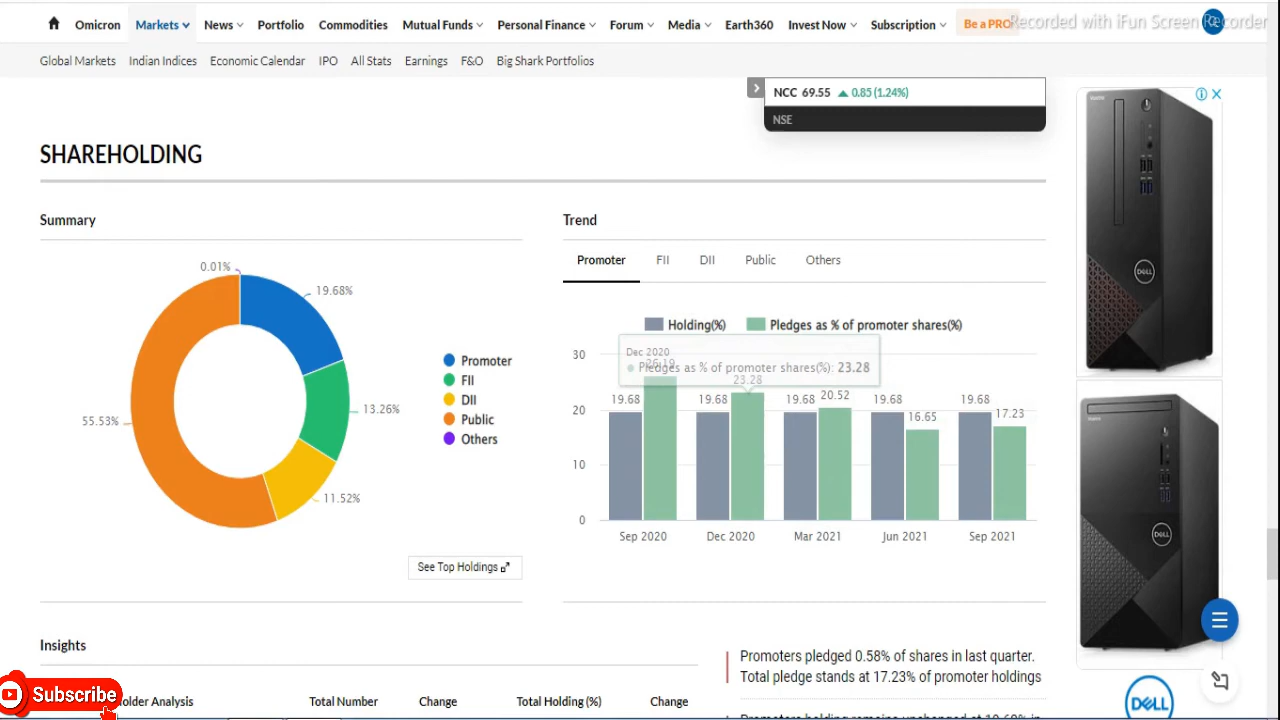 Omicron Markets News Portfolio Commodities Mutual Funds Personal Finance Forum Media Earth360 Invest Now Subscription Be a PRO
Recorded with iFun Screen Recorder
Global Markets Indian Indices Economic Calendar IPO All Stats Earnings F&O Big Shark Portfolios
NCC 69.55 0.85 (1.24%)
NSE
SHAREHOLDING
Summary
0.01%
19.68%
13.26%
11.52%
55.53%
Promoter
FII
DII
Public
Others
See Top Holdings
Trend
Promoter FII DII Public Others
Holding(%) Pledges as % of promoter shares(%)
Dec 2020
Pledges as % of promoter shares(%): 23.28
30
20
10
0
19.68 26.19 19.68 23.28 19.68 20.52 19.68 16.65 19.68 17.23
Sep 2020 Dec 2020 Mar 2021 Jun 2021 Sep 2021
Insights
Promoters pledged 0.58% of shares in last quarter.
Total pledge stands at 17.23% of promoter holdings
older Analysis Total Number Change Total Holding (%) Change
Subscribe
DELL
DELL
DELL